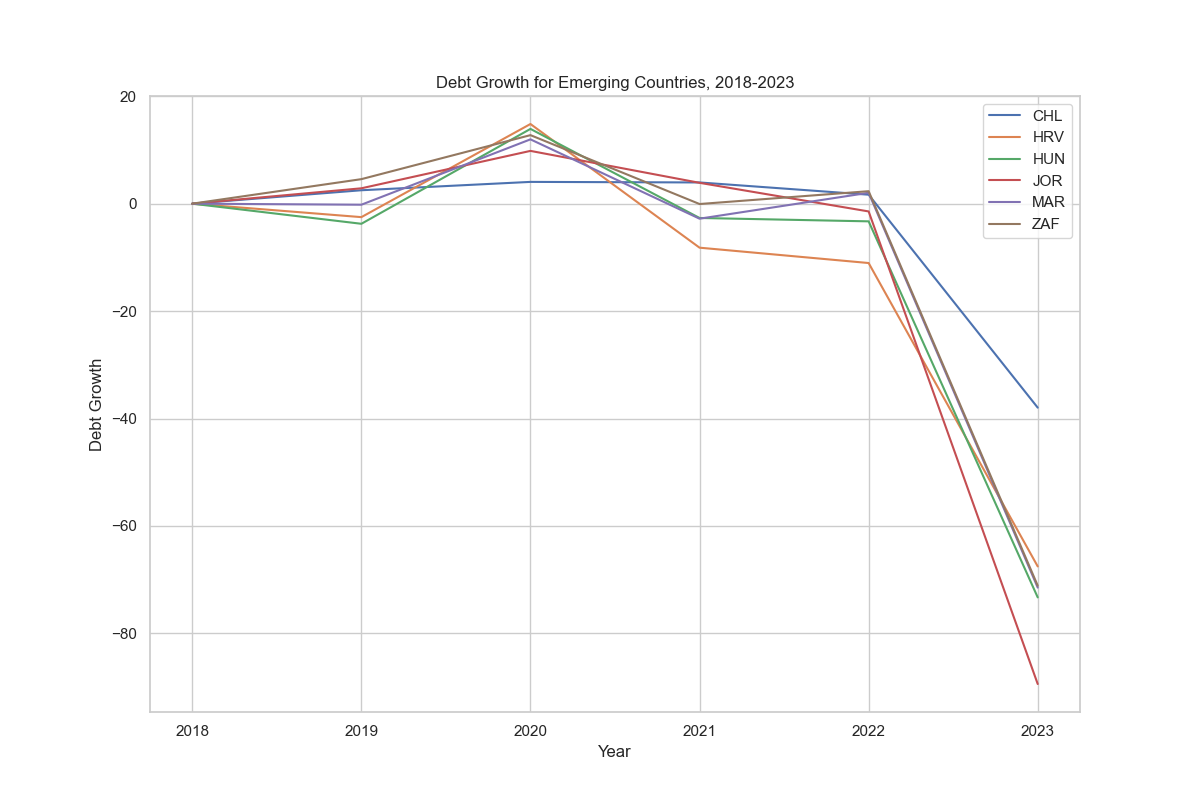 Debt Growth for Emerging Countries, 2018-2023
20
0
−20
−40
−60
−80
Debt Growth
2018
2019
2020
2021
2022
2023
Year
CHL
HRV
HUN
JOR
MAR
ZAF